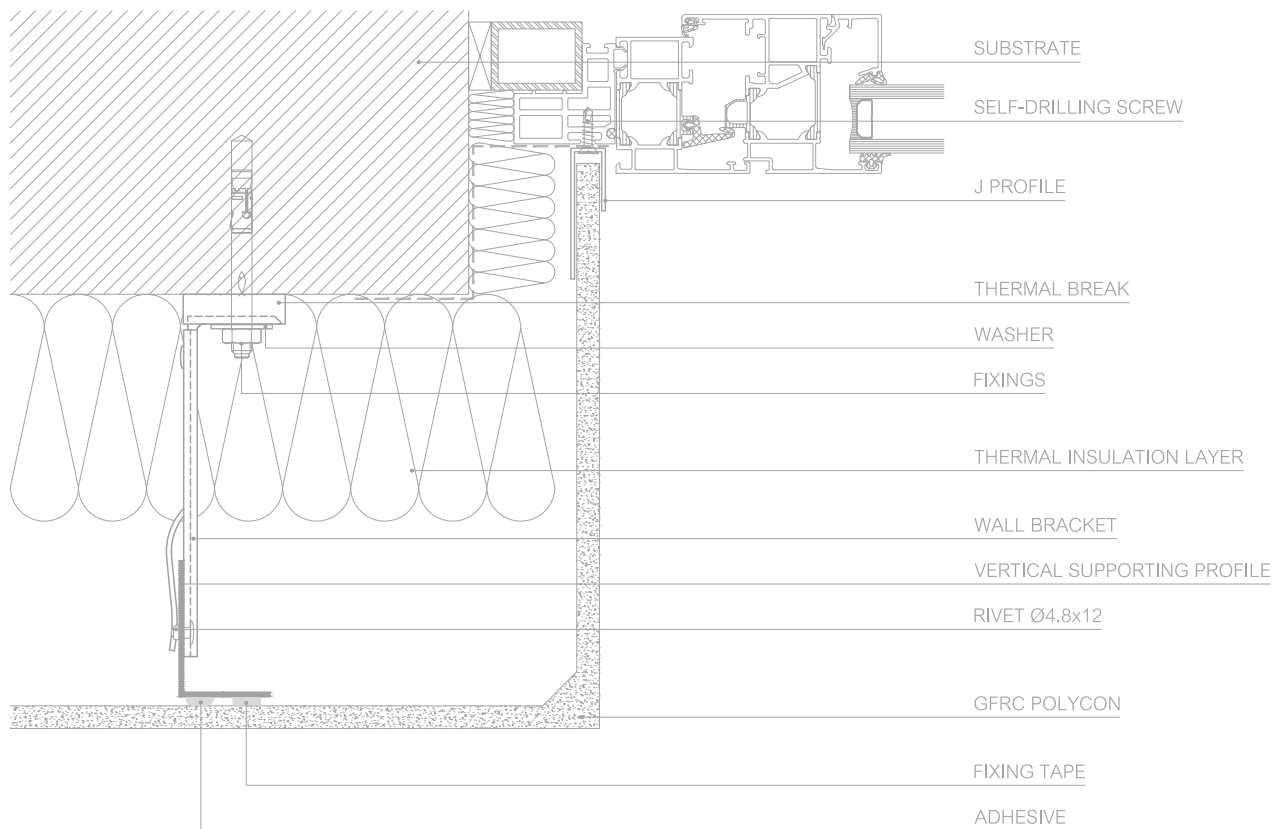 SUBSTRATE
SELF-DRILLING SCREW
J PROFILE
THERMAL BREAK
WASHER
FIXINGS
THERMAL INSULATION LAYER
WALL BRACKET
VERTICAL SUPPORTING PROFILE
RIVET Ø4.8x12
GFRC POLYCON
FIXING TAPE
ADHESIVE